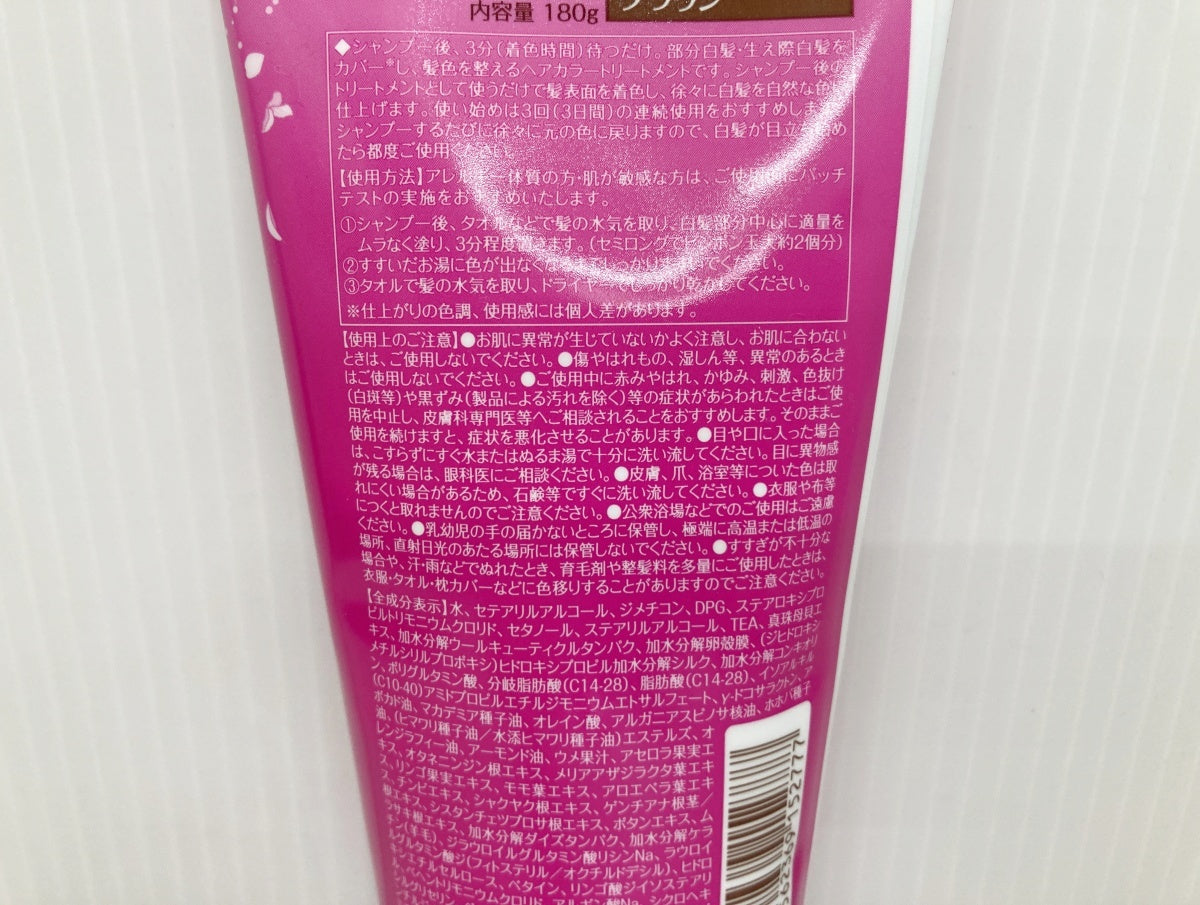 内容量 180g
ブラウン
◆シャンプー後、3分(着色時間)待つだけ。部分白髪・生え際白髪を
カバー※し、髪色を整えるヘアカラートリートメントです。シャンプー後の
トリートメントとして使うだけで髪表面を着色し、徐々に白髪を自然な色に
仕上げます。使い始めは3回(3日間)の連続使用をおすすめします。
シャンプーするたびに徐々に元の色に戻りますので、白髪が目立ち始め
たら都度ご使用ください。
【使用方法】アレルギー体質の方・肌が敏感な方は、ご使用前にパッチ
テストの実施をおすすめいたします。
①シャンプー後、タオルなどで髪の水気を取り、白髪部分中心に適量を
ムラなく塗り、3分程度置きます。(セミロングでピンポン玉大約2個分)
②すすいだお湯に色が出なくなるまでしっかりすすいでください。
③タオルで髪の水気を取り、ドライヤーでしっかり乾かしてください。
※仕上がりの色調、使用感には個人差があります。
【使用上のご注意】●お肌に異常が生じていないかよく注意し、お肌に合わない
ときは、ご使用しないでください。●傷やはれもの、湿しん等、異常のあるとき
はご使用しないでください。●ご使用中に赤みやはれ、かゆみ、刺激、色抜け
(白斑等)や黒ずみ(製品による汚れを除く)等の症状があらわれたときはご使
用を中止し、皮膚科専門医等へご相談されることをおすすめします。そのままご
使用を続けますと、症状を悪化させることがあります。●目や口に入った場合
は、こすらずにすぐ水またはぬるま湯で十分に洗い流してください。目に異物感
が残る場合は、眼科医にご相談ください。●皮膚、爪、浴室等についた色は取
れにくい場合があるため、石鹸等ですぐに洗い流してください。●衣服や布等
につくと取れませんのでご注意ください。●公衆浴場などでのご使用はご遠慮
ください。●乳幼児の手の届かないところに保管し、極端に高温または低温の
場所、直射日光のあたる場所には保管しないでください。●すすぎが不十分な
場合や、汗・雨などでぬれたとき、育毛剤や整髪料を多量にご使用したときは、
衣服・タオル・枕カバーなどに色移りすることがありますのでご注意ください。
【全成分表示】水、セテアリルアルコール、ジメチコン、DPG、ステアロキシプロ
ピルトリモニウムクロリド、セタノール、ステアリルアルコール、TEA、真珠母貝エ
キス、加水分解ウールキューティクルタンパク、加水分解卵殻膜、(ジヒドロキシ
メチルシリルプロポキシ)ヒドロキシプロピル加水分解シルク、加水分解コンキオリ
ン、ポリグルタミン酸、分岐脂肪酸(C14-28)、脂肪酸(C14-28)、イソアルキル
(C10-40)アミドプロピルエチルジモニウムエトサルフェート、γ-ドコサラクトン、ア
ボカド油、マカデミア種子油、オレイン酸、アルガニアスピノサ核油、ホホバ種子
油、(ヒマワリ種子油/水添ヒマワリ種子油)エステルズ、オ
レンジラフィー油、アーモンド油、ウメ果汁、アセロラ果実エ
キス、オタネニンジン根エキス、メリアアザジラクタ葉エキ
ス、リンゴ果実エキス、モモ葉エキス、アロエベラ葉エキ
ス、チンピエキス、シャクヤク根エキス、ゲンチアナ根茎/
根エキス、シスタンチェツブロサ根エキス、ボタンエキス、ム
ラサキ根エキス、加水分解ダイズタンパク、加水分解ケラ
チン(羊毛)、ジラウロイルグルタミン酸リシンNa、ラウロイ
ルグルタミン酸ジ(フィトステリル/オクチルドデシル)、ヒドロ
キシエチルセルロース、ベタイン、リンゴ酸ジイソステアリ
ル、ベヘントリモニウムクロリド、アルギン酸Na、シクロヘキ
562369 152777